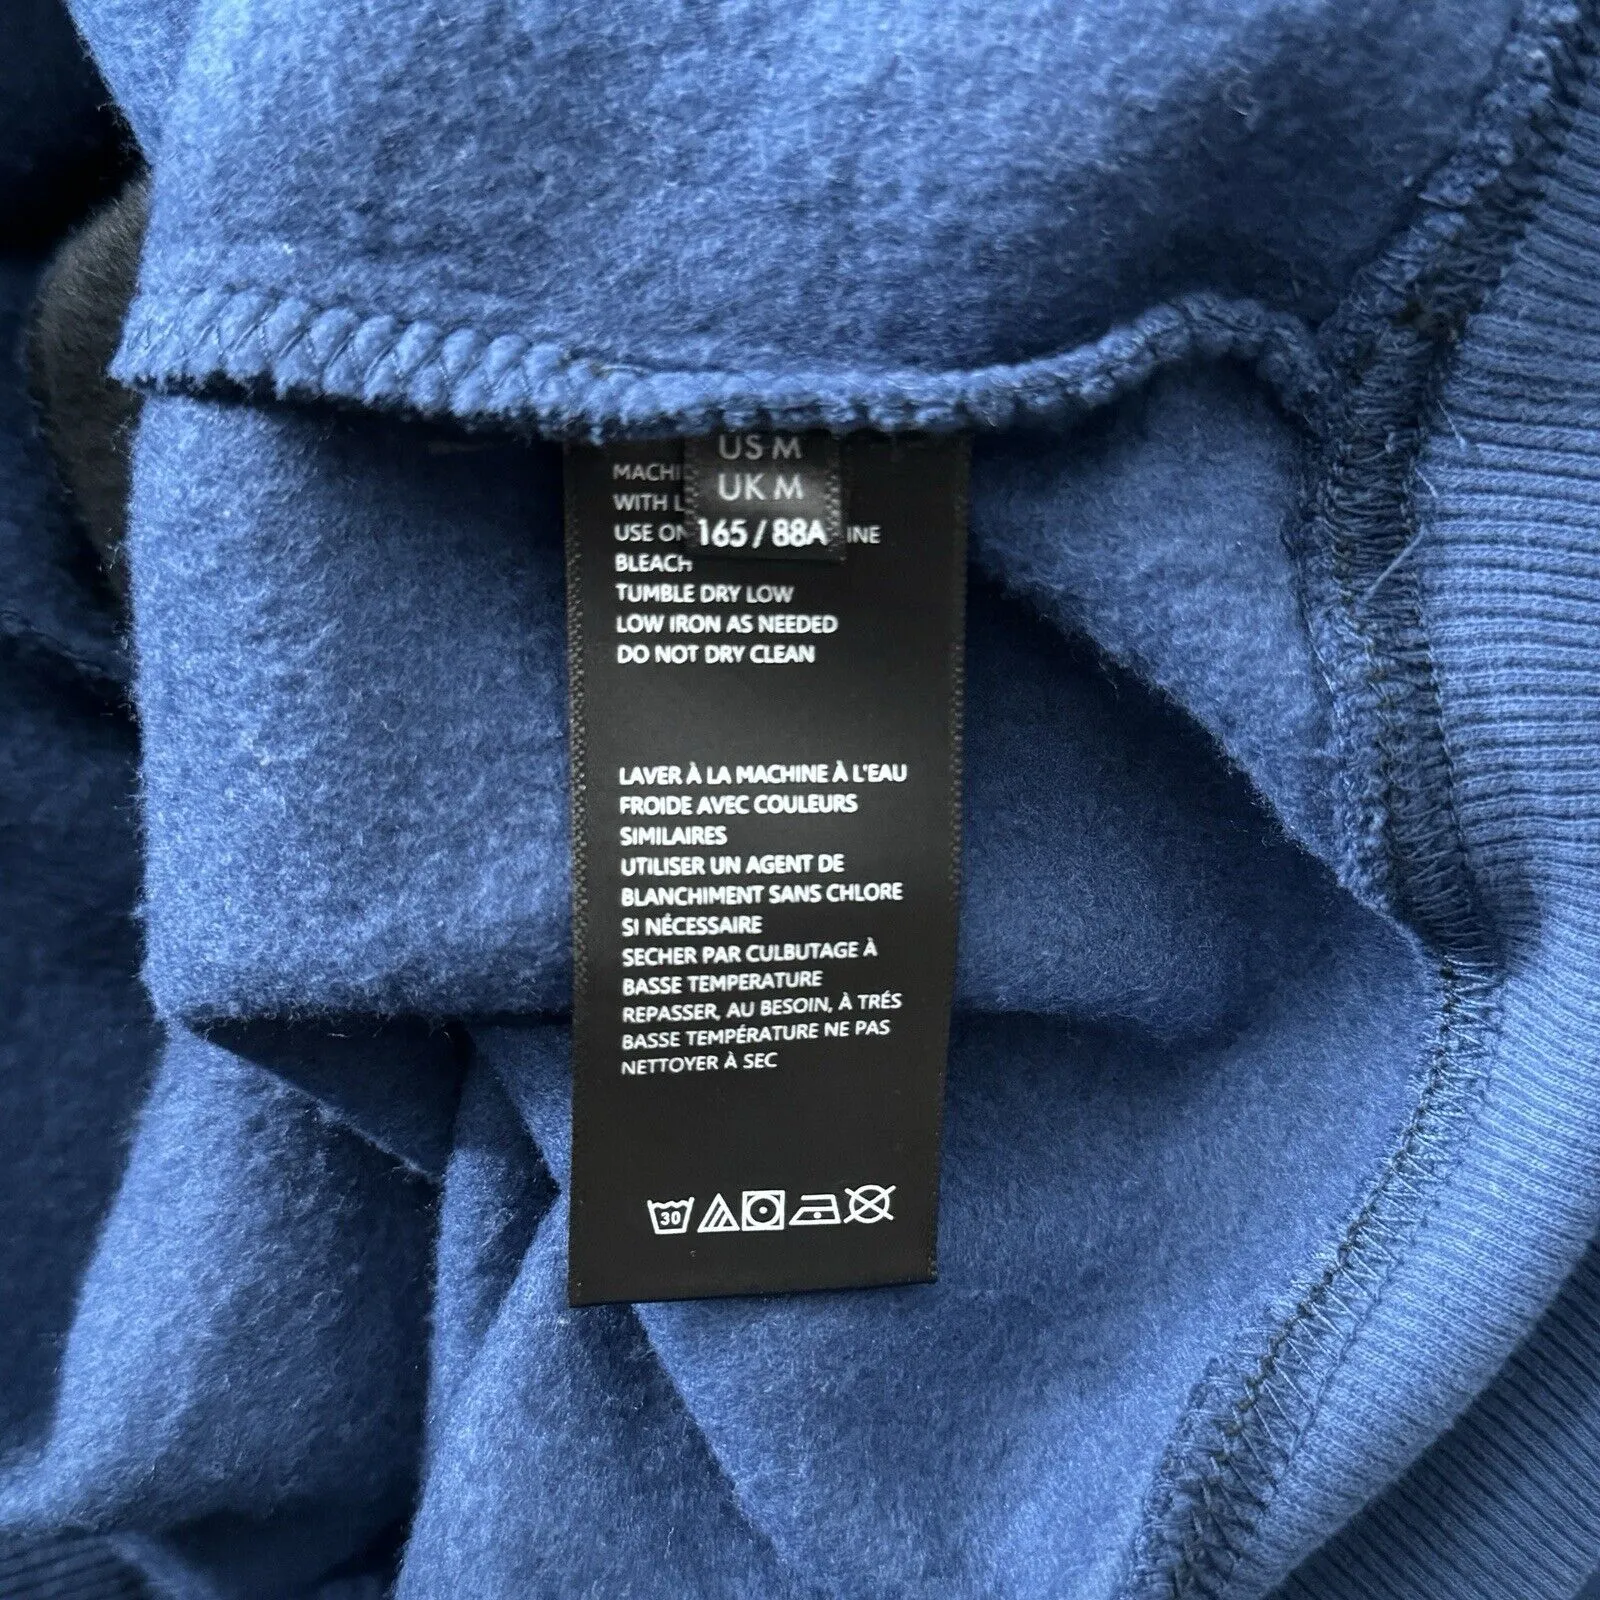 US M
UK M
165 / 88A
MACHI
WITH L
USE ON INE
BLEACH
TUMBLE DRY LOW
LOW IRON AS NEEDED
DO NOT DRY CLEAN
LAVER À LA MACHINE À L'EAU
FROIDE AVEC COULEURS
SIMILAIRES
UTILISER UN AGENT DE
BLANCHIMENT SANS CHLORE
SI NÉCESSAIRE
SECHER PAR CULBUTAGE À
BASSE TEMPERATURE
REPASSER, AU BESOIN, À TRÉS
BASSE TEMPÉRATURE NE PAS
NETTOYER À SEC
30